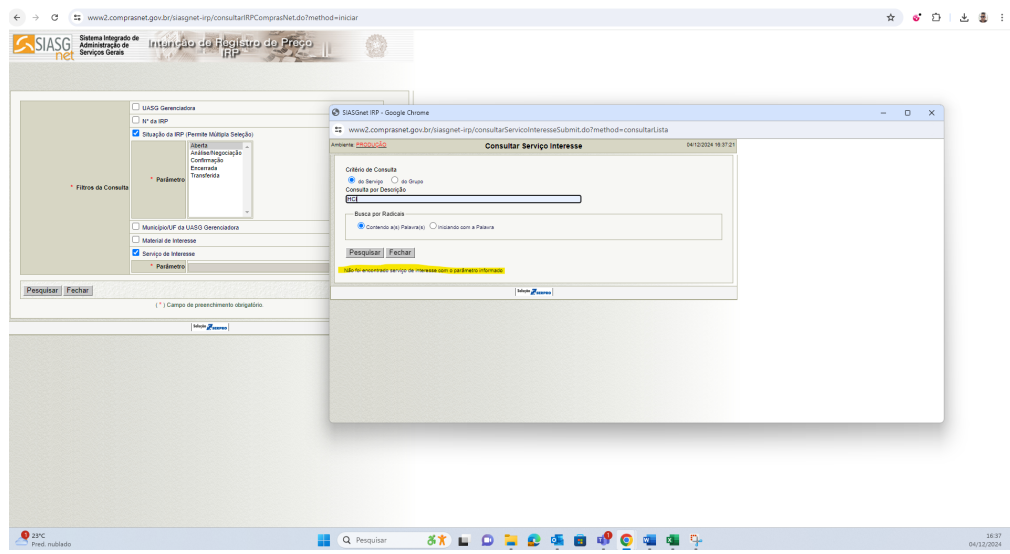 www2.comprasnet.gov.br/siasgnet-irp/consultarIRPComprasNet.do?method=iniciar
SIASG
net
Sistema Integrado de
Administração de
Serviços Gerais
Intenção de Registro de Preço
IRP
UASG Gerenciadora
Nº da IRP
Situação da IRP (Permite Múltipla Seleção)
* Filtros da Consulta
* Parâmetro
Aberta
Análise/Negociação
Confirmação
Encerrada
Transferida
Município/UF da UASG Gerenciadora
Material de Interesse
Serviço de Interesse
* Parâmetro
Pesquisar
Fechar
( * ) Campo de preenchimento obrigatório.
Solução SERPRO
SIASGnet IRP - Google Chrome
www2.comprasnet.gov.br/siasgnet-irp/consultarServicoInteresseSubmit.do?method=consultarLista
Ambiente: PRODUÇÃO
Consultar Serviço Interesse
04/12/2024 16:37:21
Critério de Consulta
do Serviço
do Grupo
Consulta por Descrição
HCI
Busca por Radicais
Contendo a(s) Palavra(s)
Iniciando com a Palavra
Pesquisar
Fechar
Não foi encontrado serviço de interesse com o parâmetro informado
Solução SERPRO
23°C
Pred. nublado
Pesquisar
16:37
04/12/2024